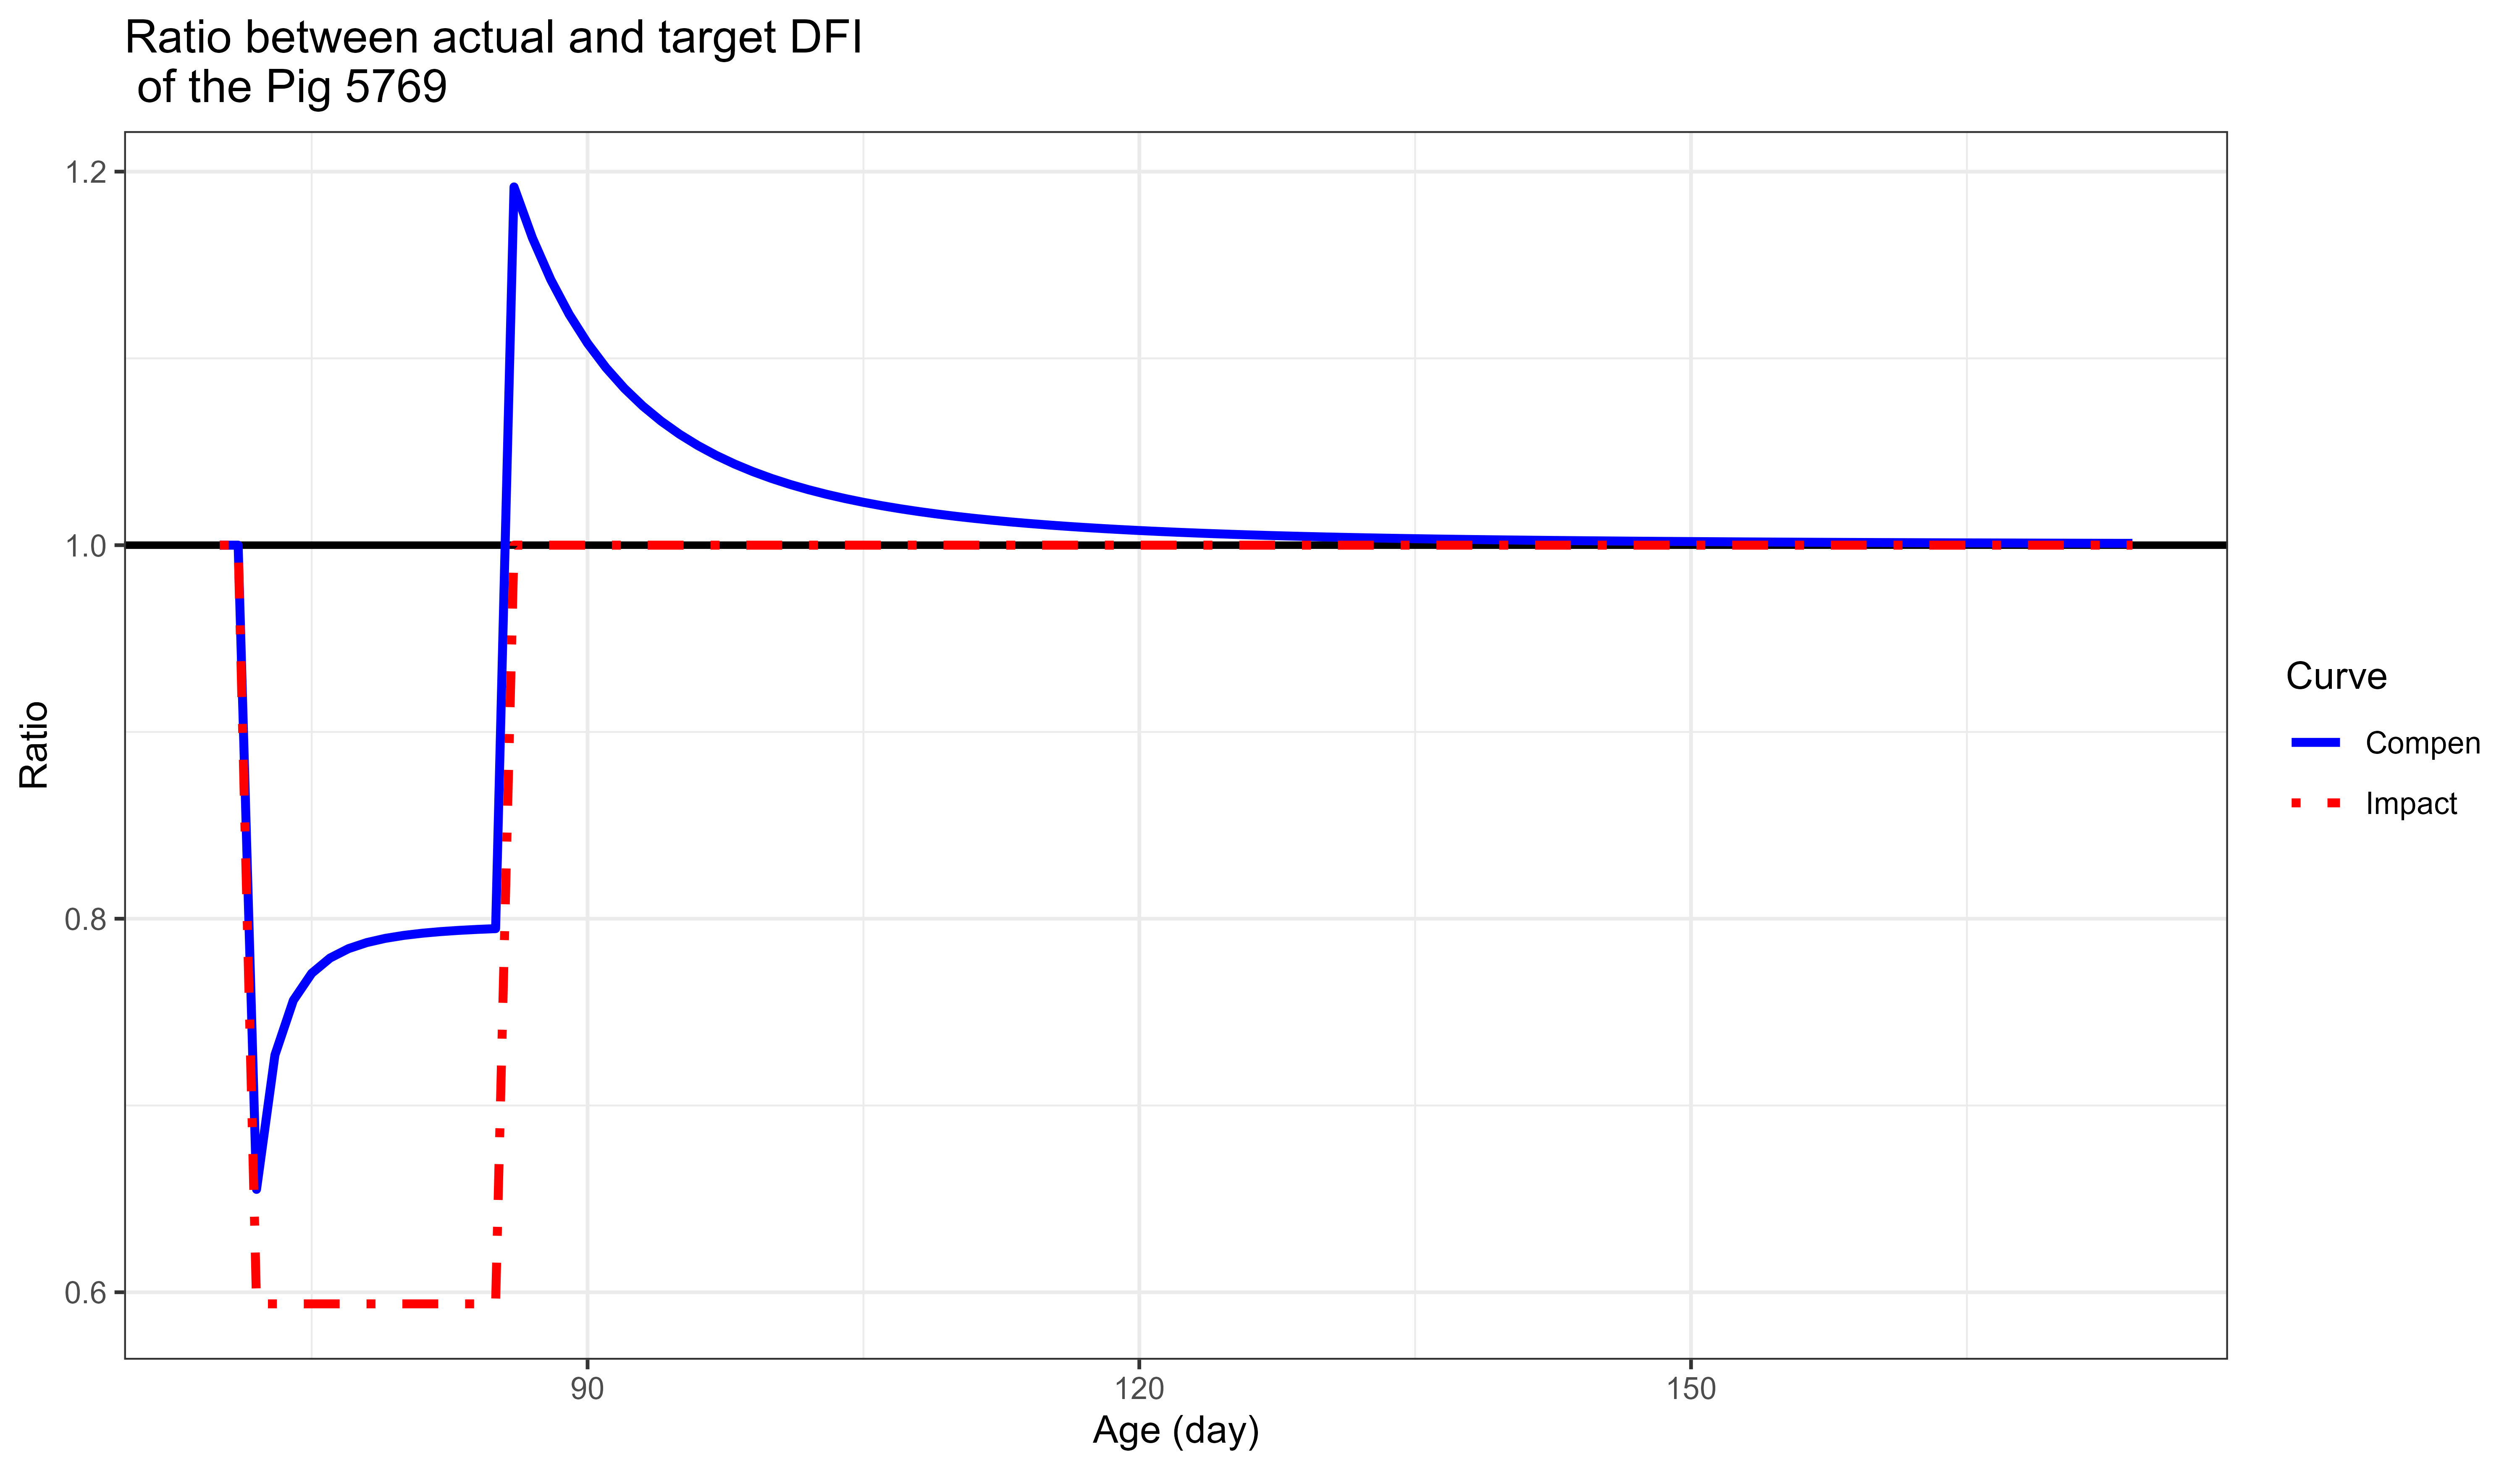 Ratio between actual and target DFI
of the Pig 5769
1.2
1.0
0.8
0.6
Ratio
90
120
150
Age (day)
Curve
Compen
Impact